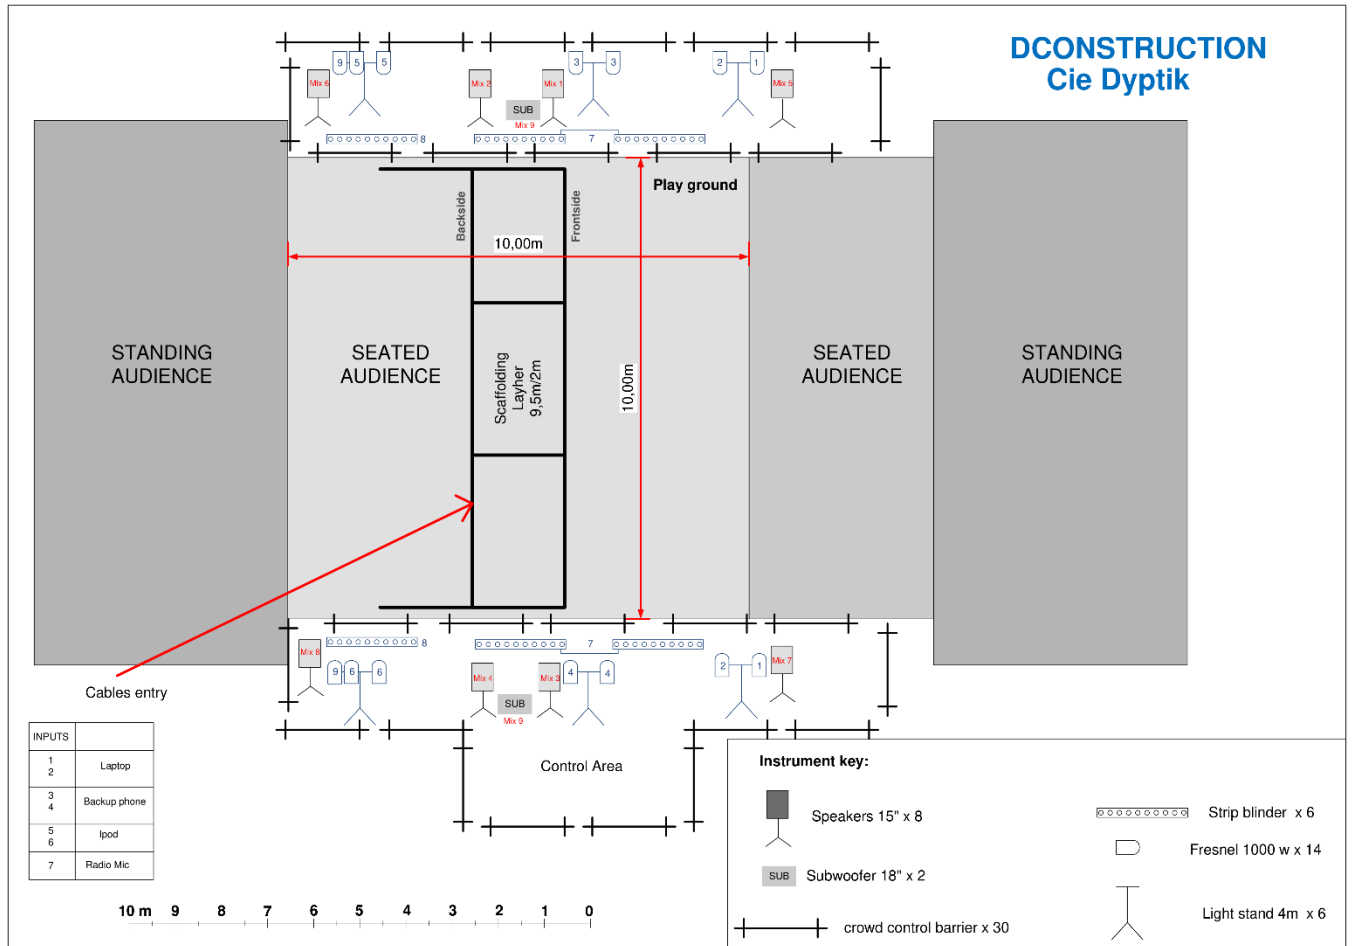 DCONSTRUCTION
Cie Dyptik
9 5 5
3 3
2 1
Mix 6
Mix 2
Mix 1
Mix 5
SUB
Mix 9
8
7
Play ground
Backside
Frontside
10,00m
10,00m
STANDING
AUDIENCE
SEATED
AUDIENCE
Scaffolding
Layher
9,5m/2m
SEATED
AUDIENCE
STANDING
AUDIENCE
Cables entry
8
7
Mix 8
Mix 4
Mix 3
Mix 7
9 6 6
4 4
2 1
SUB
Mix 9
Control Area
INPUTS
1
2
Laptop
3
4
Backup phone
5
6
Ipod
7
Radio Mic
10 m 9 8 7 6 5 4 3 2 1 0
Instrument key:
Speakers 15" x 8
SUB
Subwoofer 18" x 2
crowd control barrier x 30
Strip blinder x 6
Fresnel 1000 w x 14
Light stand 4m x 6